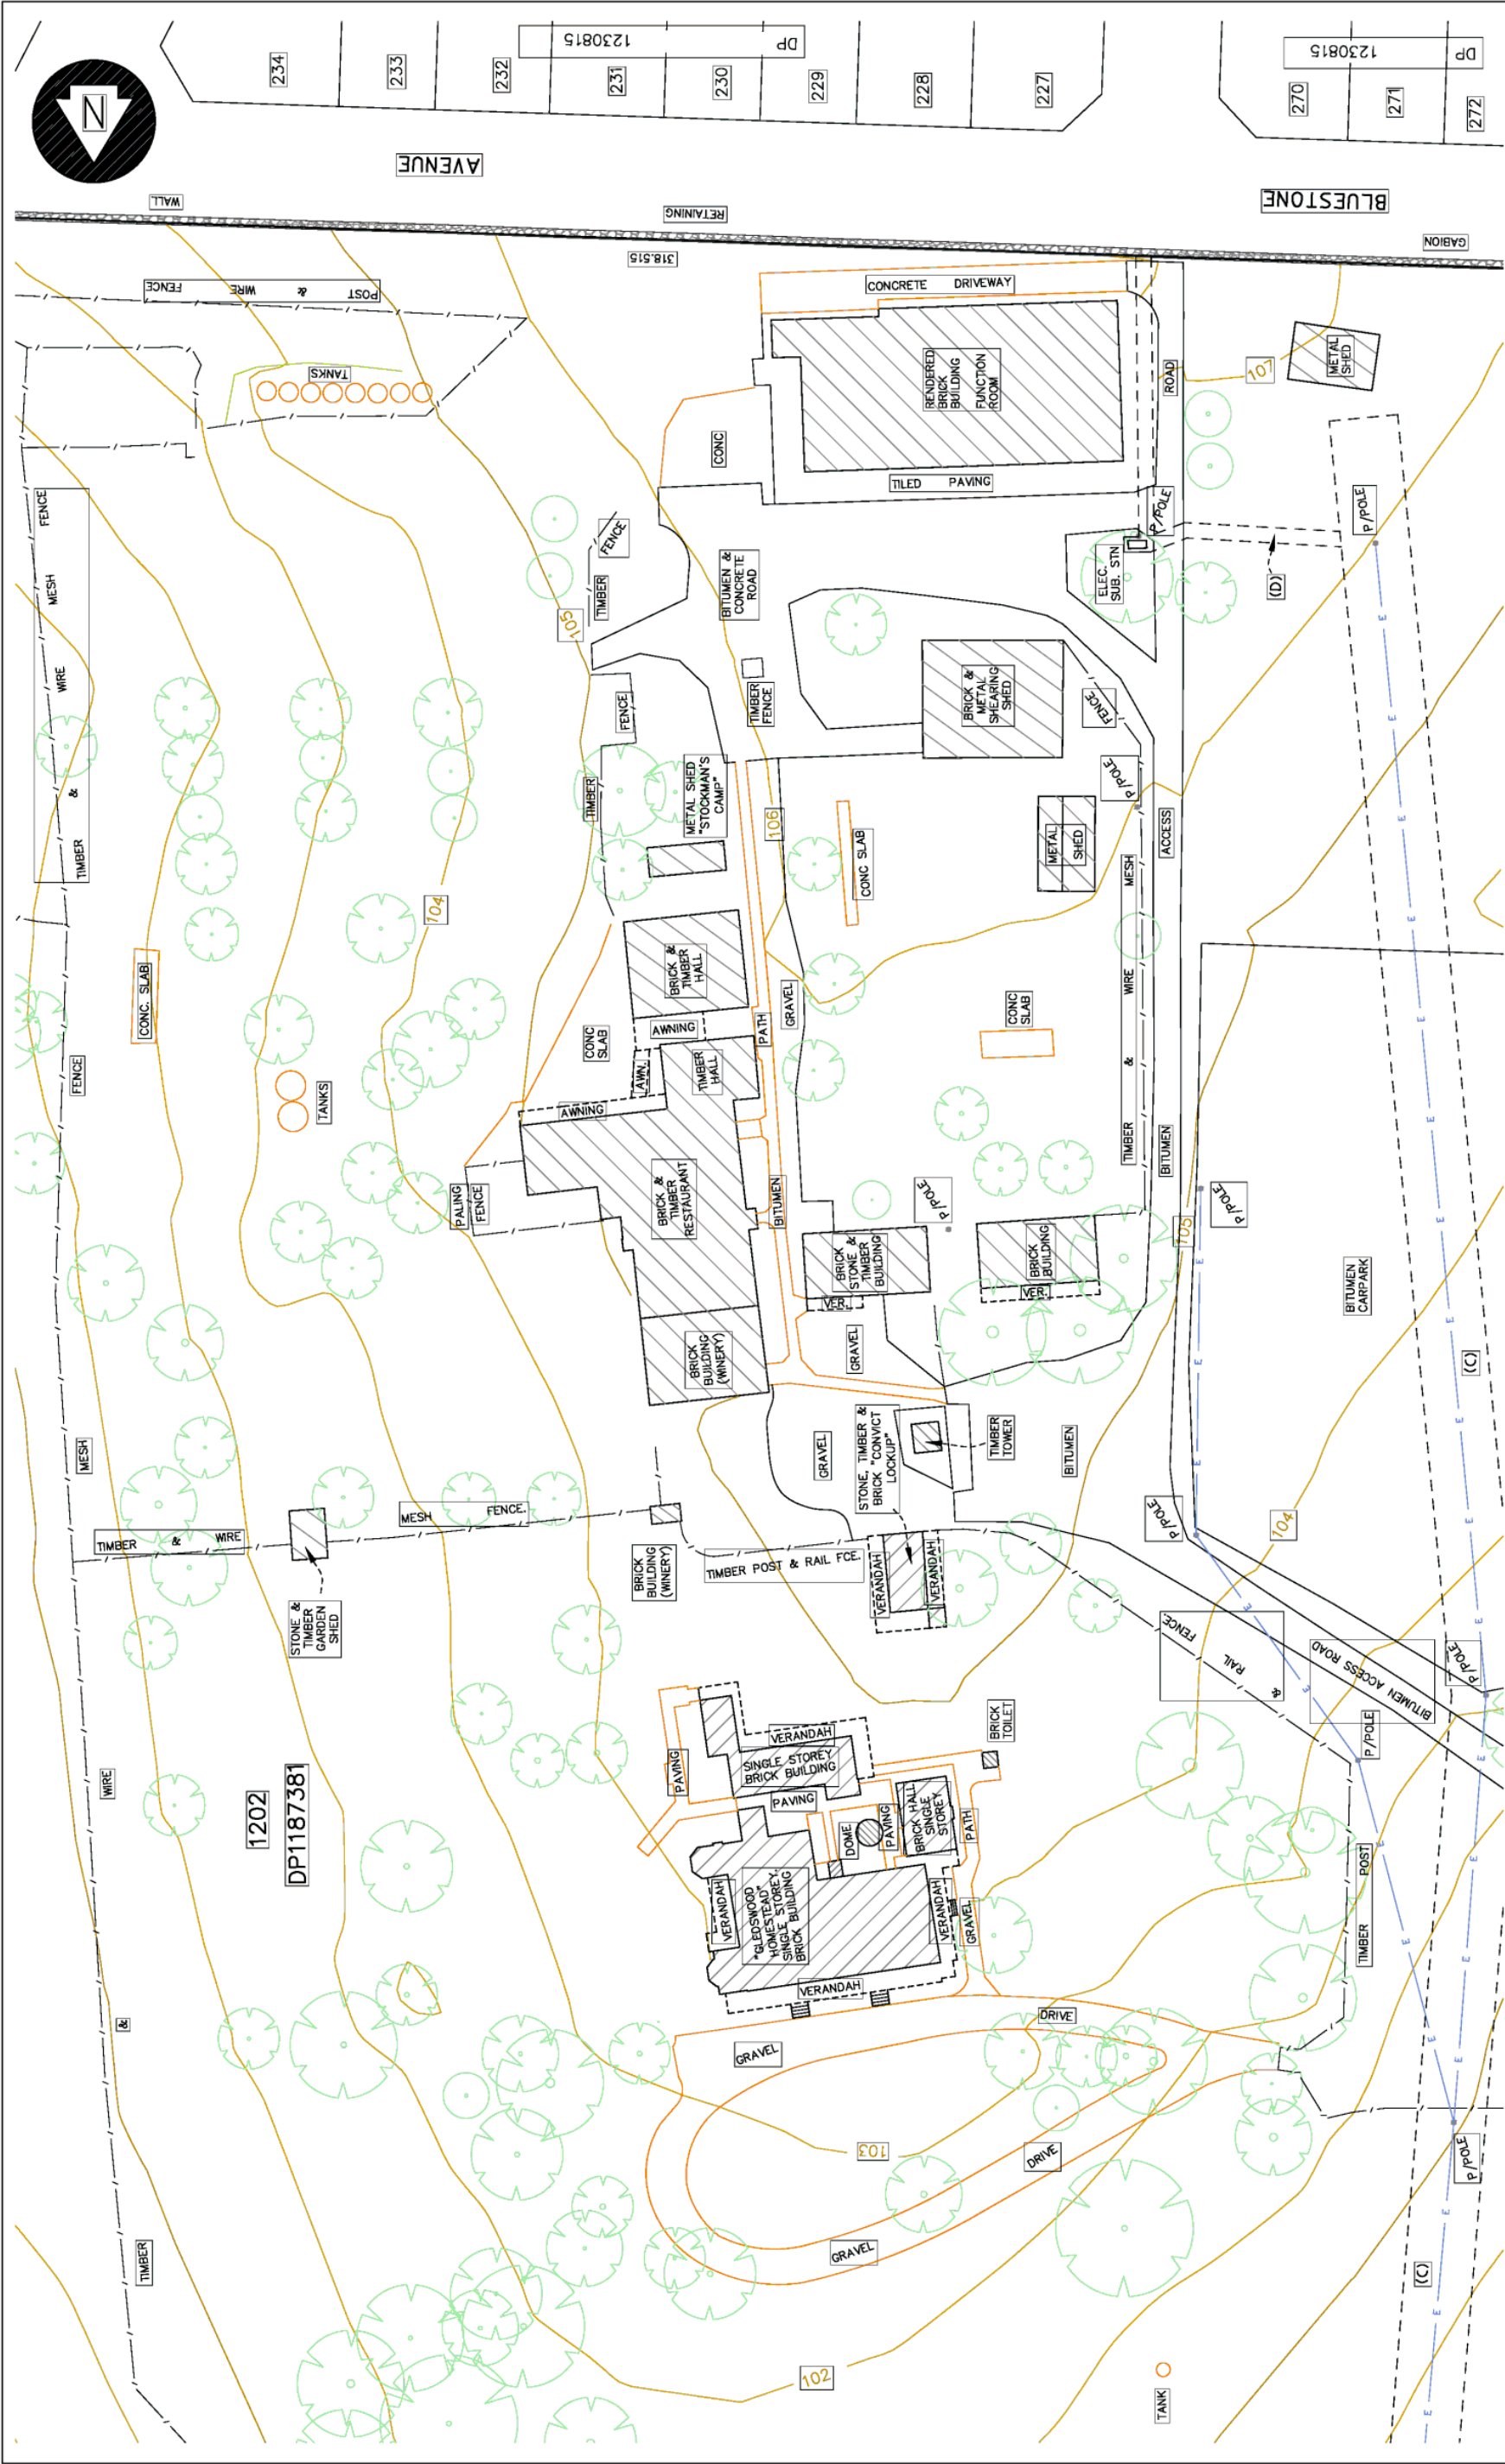 234
233
232
231
230
229
228
227
270
271
272
DP
1230815
DP
1230815
N
AVENUE
BLUESTONE
WALL
RETAINING
GABION
318.515
POST & WIRE FENCE
TANKS
CONCRETE DRIVEWAY
RENDERED
BRICK
BUILDING
FUNCTION
ROOM
METAL
SHED
107
ROAD
CONC
TILED PAVING
P/POLE
P/POLE
ELEC.
SUB. STN
(D)
TIMBER & WIRE MESH FENCE
TIMBER
FENCE
105
BITUMEN &
CONCRETE
ROAD
FENCE
TIMBER
FENCE
BRICK &
METAL
SHEARING
SHED
FENCE
TIMBER
METAL SHED
"STOCKMAN'S
CAMP"
106
CONC SLAB
METAL
SHED
P/POLE
ACCESS
MESH
104
CONC. SLAB
BRICK &
TIMBER
HALL
GRAVEL
WIRE
CONC
SLAB
AWNING
PATH
CONC
SLAB
FENCE
TANKS
AWN.
TIMBER
HALL
&
AWNING
TIMBER
BITUMEN
PALING
FENCE
BRICK &
TIMBER
RESTAURANT
BITUMEN
P/POLE
P/POLE
BRICK
STONE &
TIMBER
BUILDING
VER.
BRICK
BUILDING
VER.
105
BITUMEN
CARPARK
(C)
BRICK
BUILDING
(WINERY)
GRAVEL
MESH
GRAVEL
STONE, TIMBER &
BRICK "CONVICT
LOCKUP"
TIMBER
TOWER
BITUMEN
P/POLE
104
TIMBER & WIRE
MESH FENCE.
BRICK
BUILDING
(WINERY)
TIMBER POST & RAIL FCE.
VERANDAH
VERANDAH
STONE &
TIMBER
GARDEN
SHED
& RAIL FENCE.
BITUMEN ACCESS ROAD
P/POLE
P/POLE
BRICK
TOILET
VERANDAH
SINGLE STOREY
BRICK BUILDING
PAVING
PAVING
WIRE
1202
DP1187381
DOME
PAVING
BRICK HALL
SINGLE
STOREY
PATH
VERANDAH
"GLEDSWOOD"
HOMESTEAD"
SINGLE STOREY.
BRICK BUILDING
VERANDAH
GRAVEL
TIMBER POST
VERANDAH
&
GRAVEL
DRIVE
103
DRIVE
P/POLE
TIMBER
GRAVEL
(C)
102
TANK